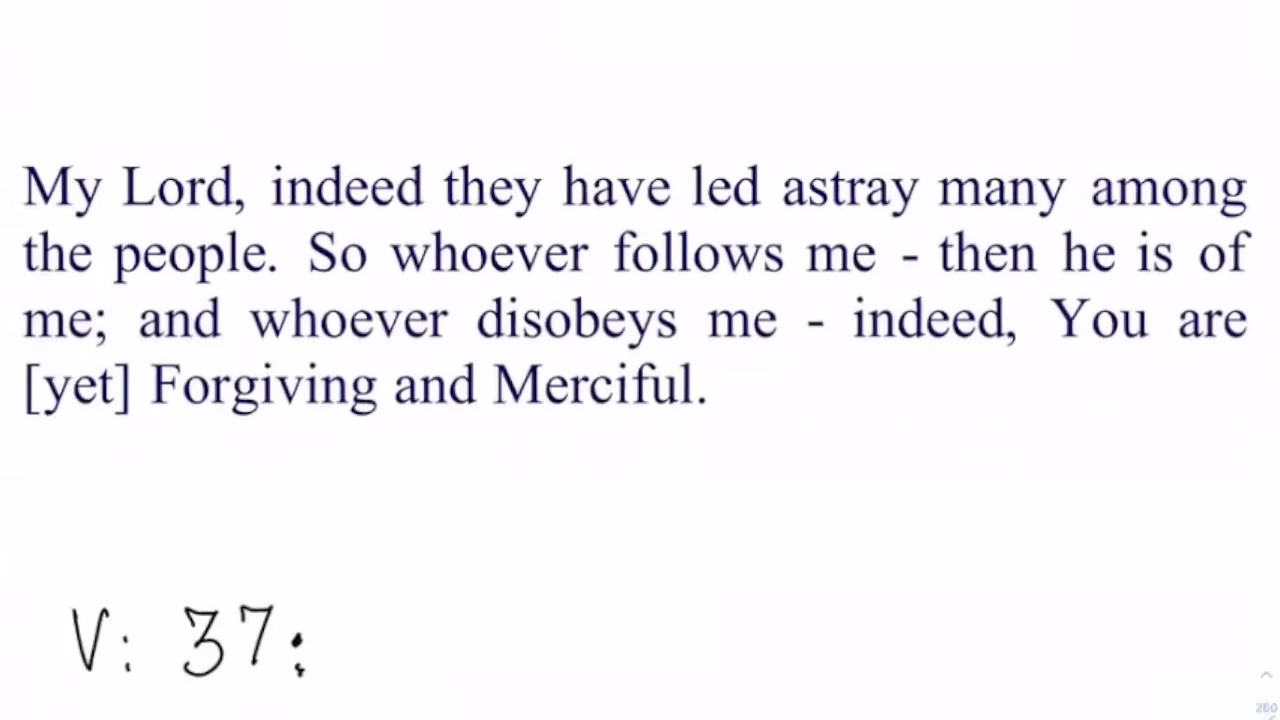 My Lord, indeed they have led astray many among
the people. So whoever follows me - then he is of
me; and whoever disobeys me - indeed, You are
[yet] Forgiving and Merciful.
V: 37:
260